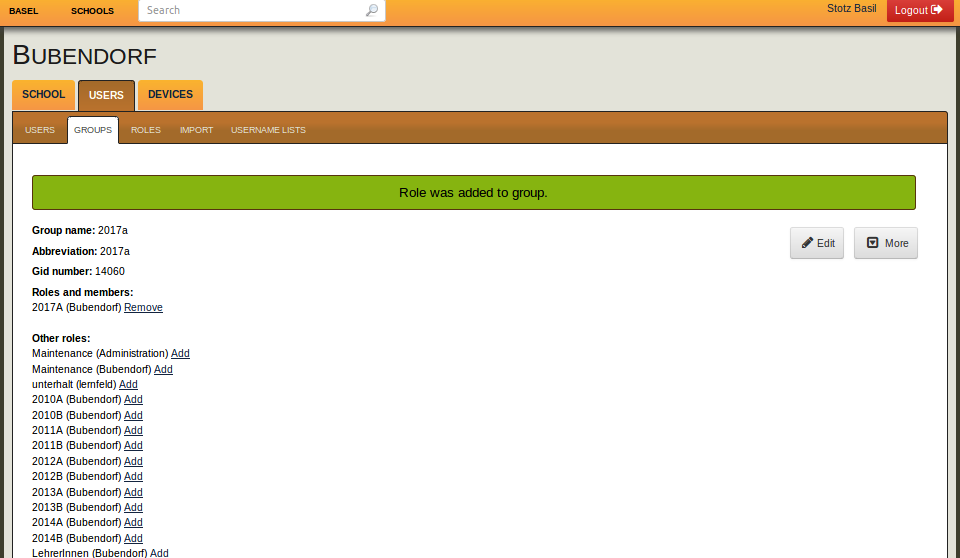 BASEL SCHOOLS Search Stotz Basil Logout
BUBENDORF
SCHOOL USERS DEVICES
USERS GROUPS ROLES IMPORT USERNAME LISTS
Role was added to group.
Group name: 2017a
Edit More
Abbreviation: 2017a
Gid number: 14060
Roles and members:
2017A (Bubendorf) Remove
Other roles:
Maintenance (Administration) Add
Maintenance (Bubendorf) Add
unterhalt (lernfeld) Add
2010A (Bubendorf) Add
2010B (Bubendorf) Add
2011A (Bubendorf) Add
2011B (Bubendorf) Add
2012A (Bubendorf) Add
2012B (Bubendorf) Add
2013A (Bubendorf) Add
2013B (Bubendorf) Add
2014A (Bubendorf) Add
2014B (Bubendorf) Add
LehrerInnen (Bubendorf) Add